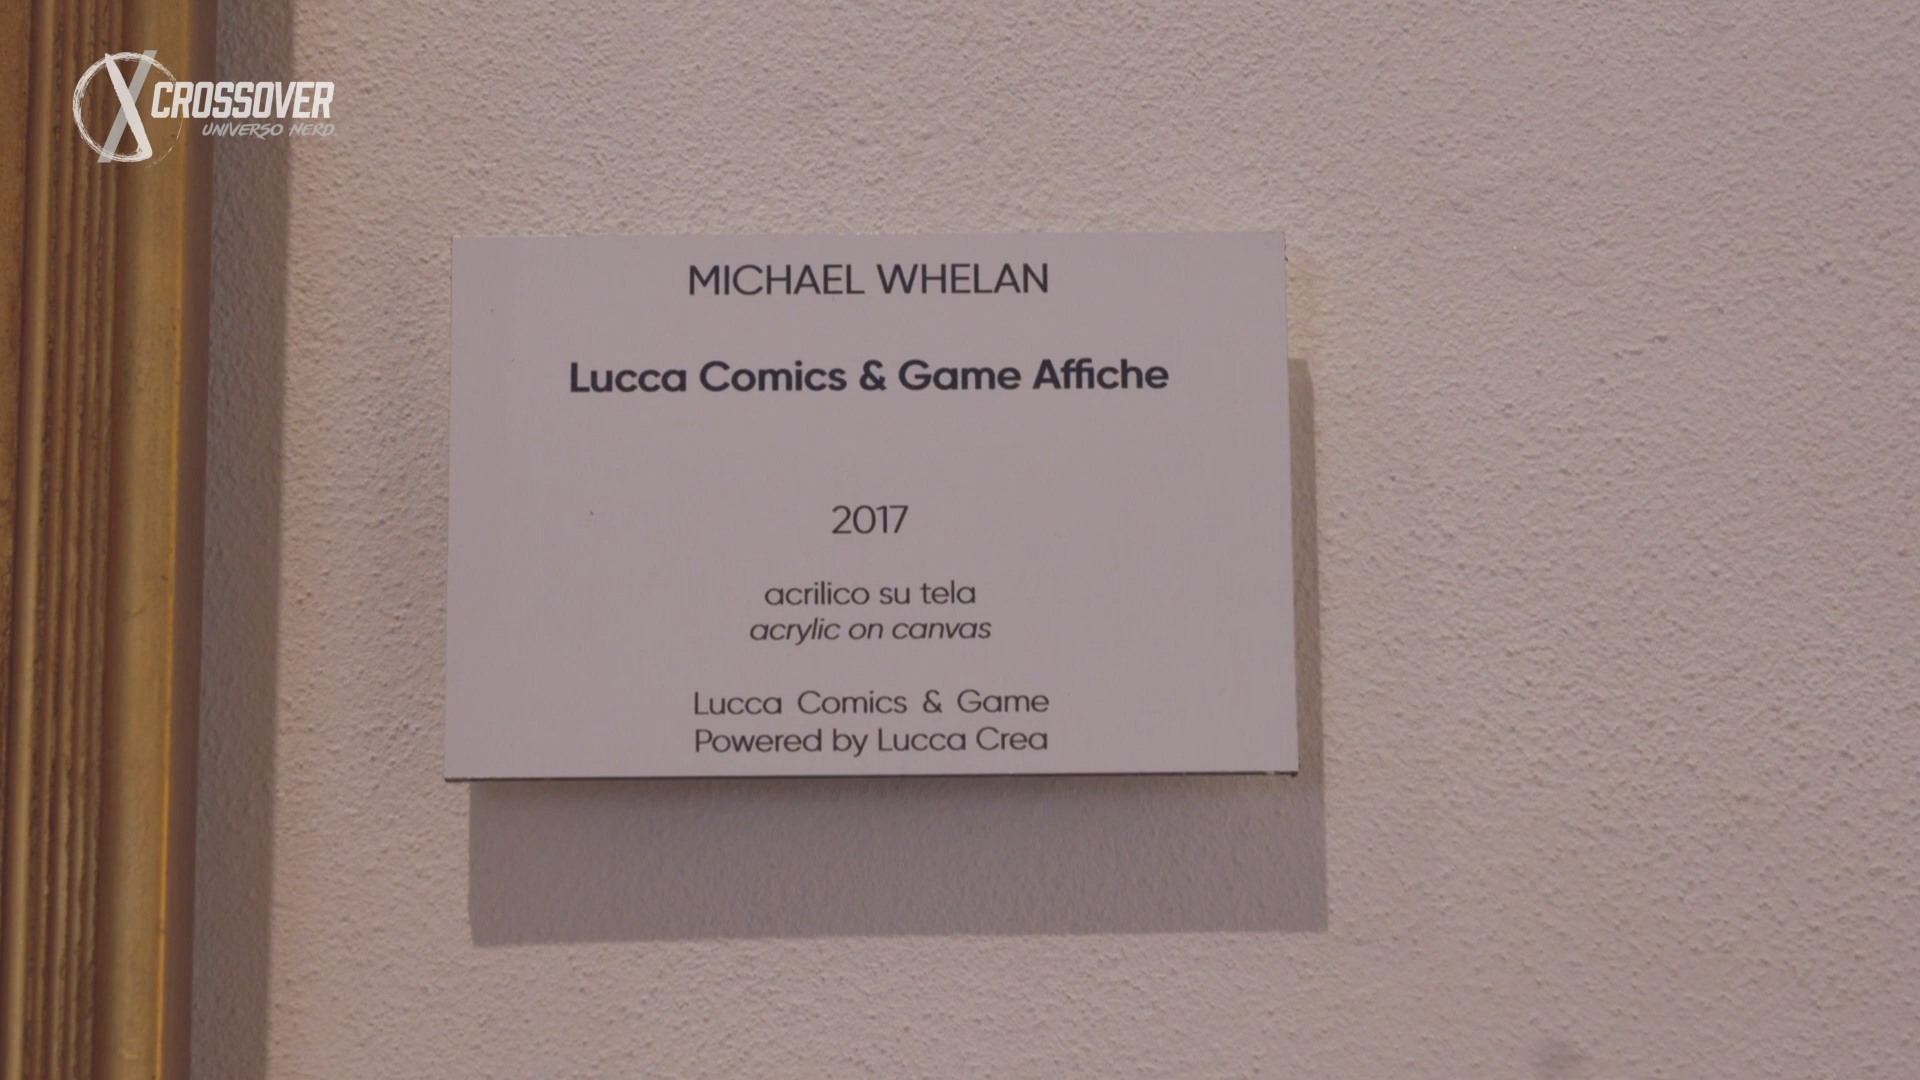 CROSSOVER
UNIVERSO NERD
MICHAEL WHELAN
Lucca Comics & Game Affiche
2017
acrilico su tela
acrylic on canvas
Lucca Comics & Game
Powered by Lucca Crea